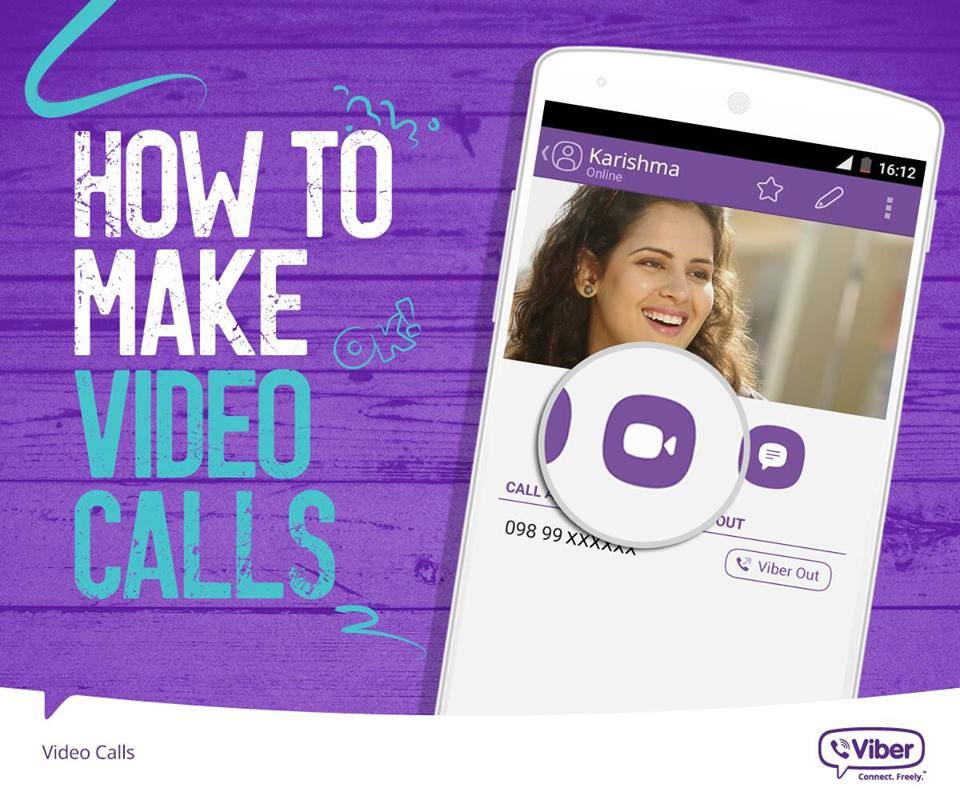 HOW TO
MAKE
VIDEO
CALLS
OK!
16:12
Karishma
Online
CALL
OUT
098 99 XXXXXX
Viber Out
Video Calls
Viber
Connect. Freely.™